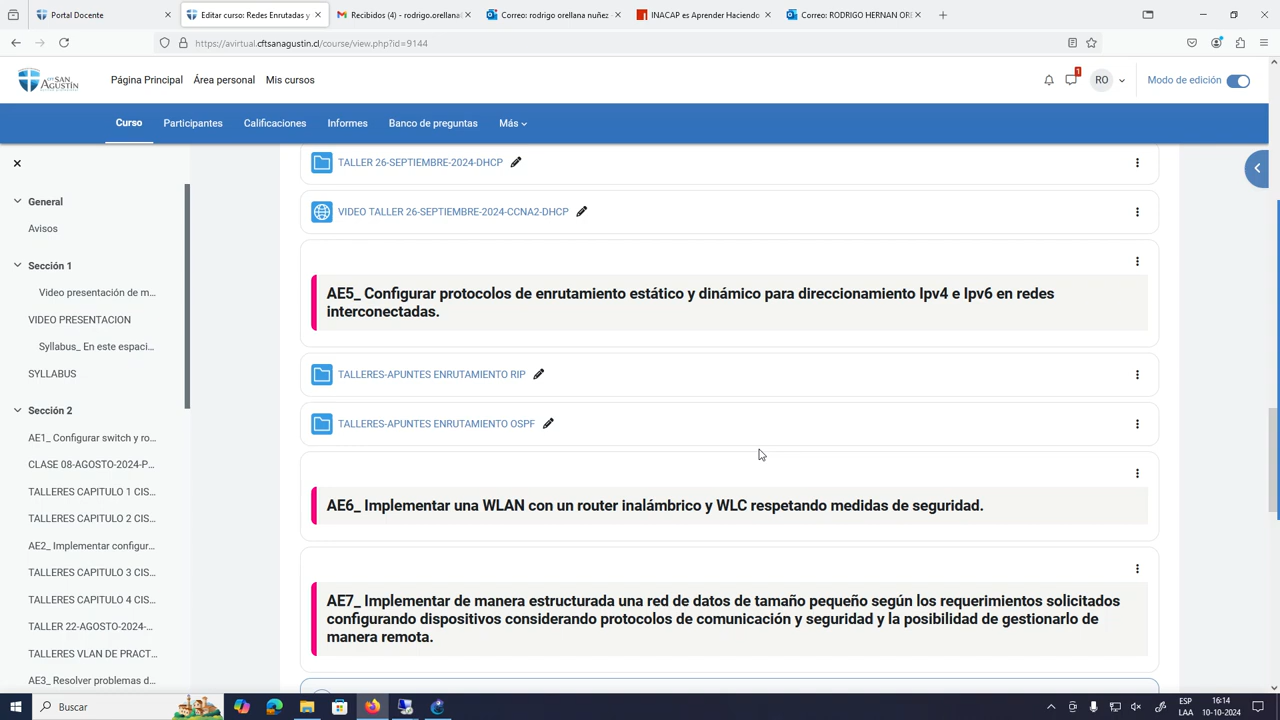 Portal Docente
Editar curso: Redes Enrutadas y
Recibidos (4) - rodrigo.orellana
Correo: rodrigo orellana nuñez -
INACAP es Aprender Haciendo
Correo: RODRIGO HERNAN ORE
https://avirtual.cftsanagustin.cl/course/view.php?id=9144
SAN AGUSTÍN
Página Principal
Área personal
Mis cursos
1
RO
Modo de edición
Curso
Participantes
Calificaciones
Informes
Banco de preguntas
Más
General
Avisos
Sección 1
Video presentación de m...
VIDEO PRESENTACION
Syllabus_ En este espaci...
SYLLABUS
Sección 2
AE1_ Configurar switch y ro...
CLASE 08-AGOSTO-2024-P...
TALLERES CAPITULO 1 CIS...
TALLERES CAPITULO 2 CIS...
AE2_ Implementar configur...
TALLERES CAPITULO 3 CIS...
TALLERES CAPITULO 4 CIS...
TALLER 22-AGOSTO-2024-...
TALLERES VLAN DE PRACT...
AE3_ Resolver problemas d...
TALLER 26-SEPTIEMBRE-2024-DHCP
VIDEO TALLER 26-SEPTIEMBRE-2024-CCNA2-DHCP
AE5_ Configurar protocolos de enrutamiento estático y dinámico para direccionamiento Ipv4 e Ipv6 en redes
interconectadas.
TALLERES-APUNTES ENRUTAMIENTO RIP
TALLERES-APUNTES ENRUTAMIENTO OSPF
AE6_ Implementar una WLAN con un router inalámbrico y WLC respetando medidas de seguridad.
AE7_ Implementar de manera estructurada una red de datos de tamaño pequeño según los requerimientos solicitados
configurando dispositivos considerando protocolos de comunicación y seguridad y la posibilidad de gestionarlo de
manera remota.
Buscar
ESP
LAA
16:14
10-10-2024